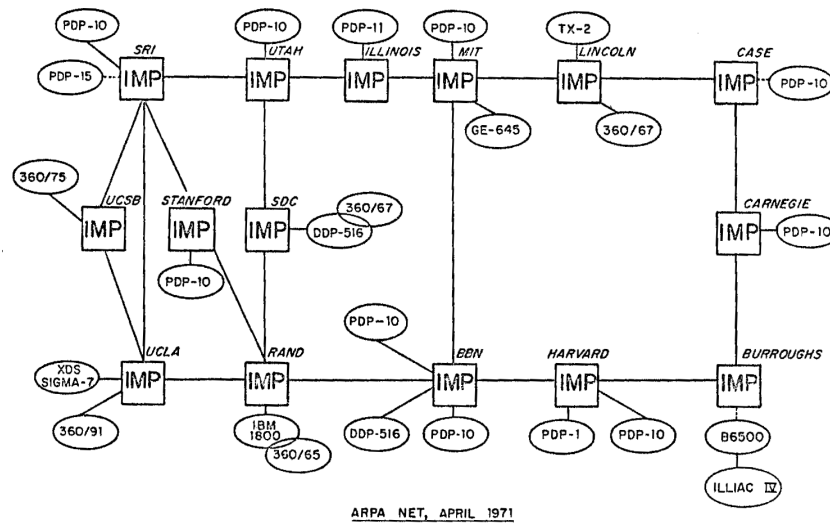 PDP-10
PDP-10
PDP-11
PDP-10
TX-2
SRI
UTAH
ILLINOIS
MIT
LINCOLN
CASE
PDP-15
IMP
IMP
IMP
IMP
IMP
IMP
PDP-10
GE-645
360/67
360/75
UCSB
STANFORD
SDC
360/67
CARNEGIE
IMP
IMP
IMP
DDP-516
IMP
PDP-10
PDP-10
PDP-10
UCLA
RAND
BBN
HARVARD
BURROUGHS
XDS
SIGMA-7
IMP
IMP
IMP
IMP
IMP
360/91
IBM
1800
360/65
DDP-516
PDP-10
PDP-1
PDP-10
B6500
ILLIAC IV
ARPA NET, APRIL 1971